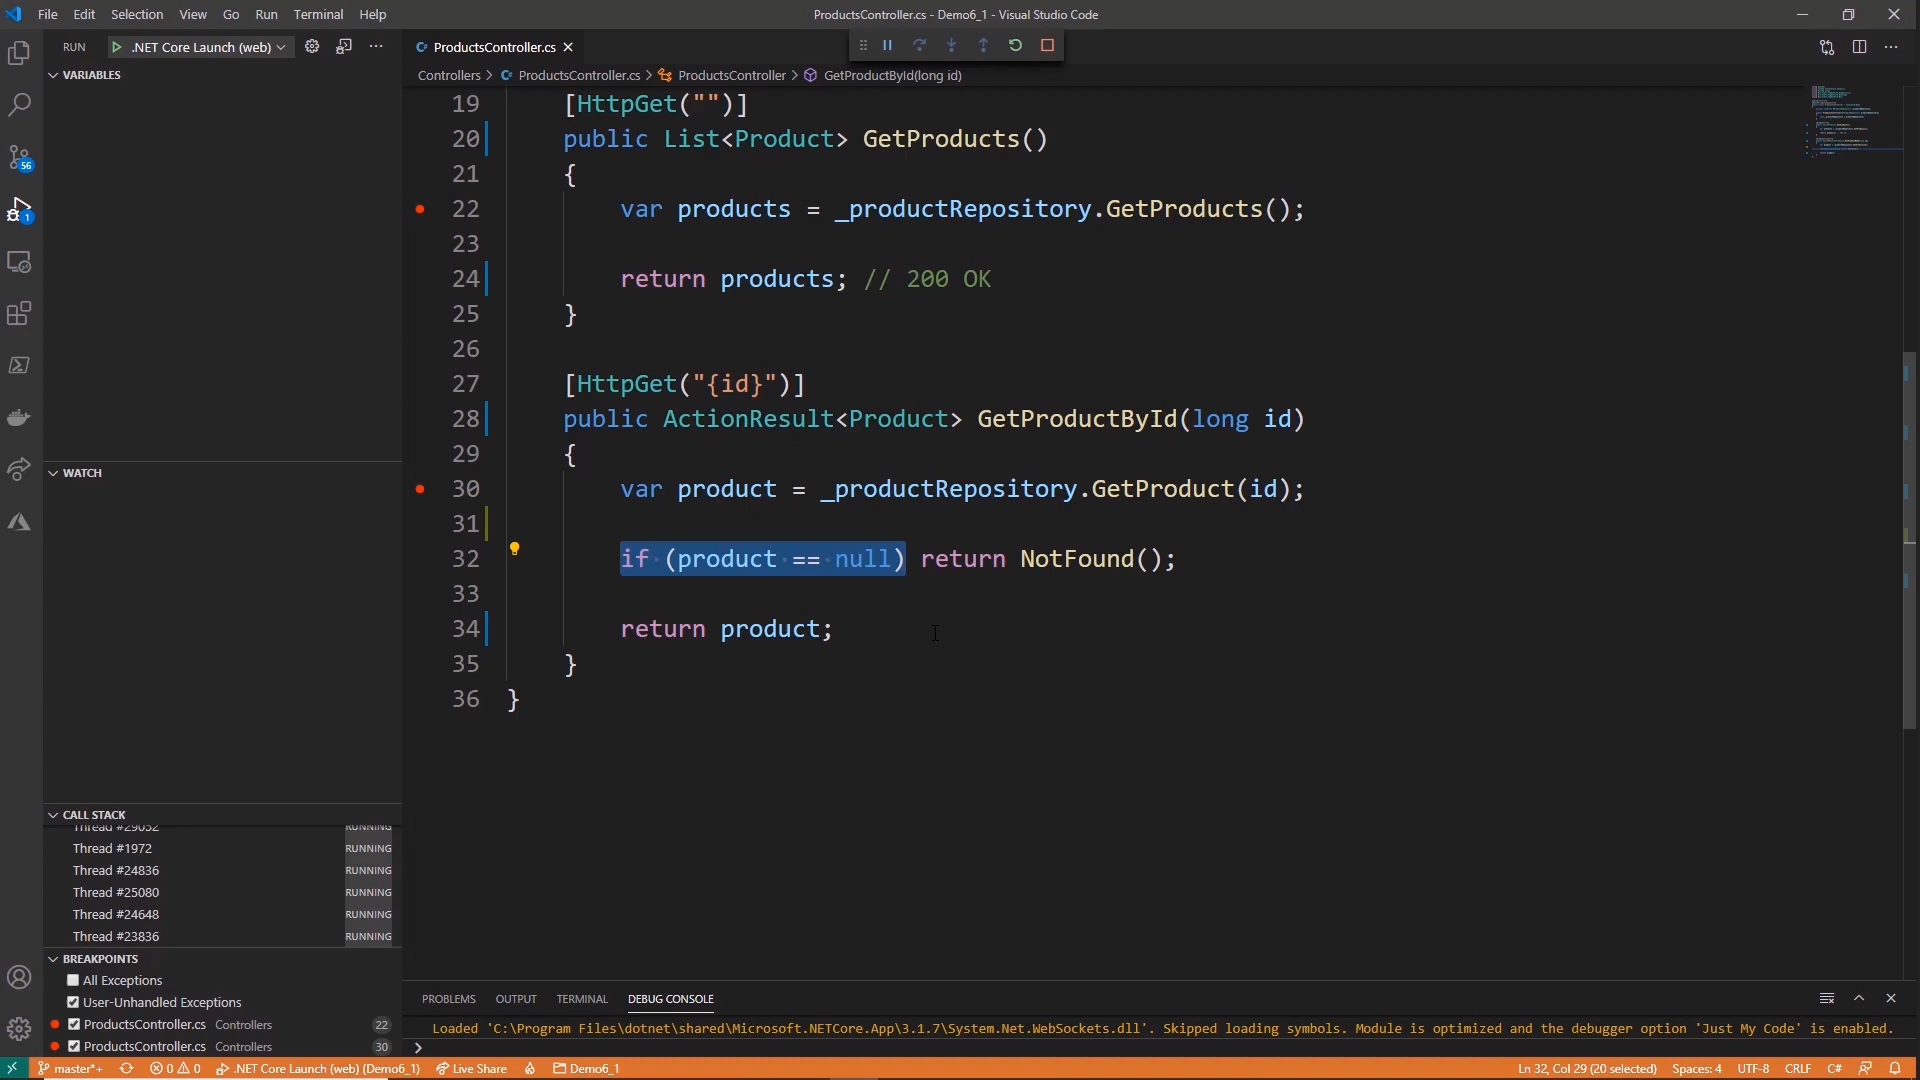 File Edit Selection View Go Run Terminal Help
ProductsController.cs - Demo6_1 - Visual Studio Code
RUN .NET Core Launch (web)
ProductsController.cs
Controllers > ProductsController.cs > ProductsController > GetProductById(long id)
VARIABLES
56
1
WATCH
CALL STACK
Thread #29052 RUNNING
Thread #1972 RUNNING
Thread #24836 RUNNING
Thread #25080 RUNNING
Thread #24648 RUNNING
Thread #23836 RUNNING
BREAKPOINTS
All Exceptions
User-Unhandled Exceptions
ProductsController.cs Controllers 22
ProductsController.cs Controllers 30
19 [HttpGet("")]
20 public List<Product> GetProducts()
21 {
22 var products = _productRepository.GetProducts();
23
24 return products; // 200 OK
25 }
26
27 [HttpGet("{id}")]
28 public ActionResult<Product> GetProductById(long id)
29 {
30 var product = _productRepository.GetProduct(id);
31
32 if (product == null) return NotFound();
33
34 return product;
35 }
36 }
PROBLEMS OUTPUT TERMINAL DEBUG CONSOLE
Loaded 'C:\Program Files\dotnet\shared\Microsoft.NETCore.App\3.1.7\System.Net.WebSockets.dll'. Skipped loading symbols. Module is optimized and the debugger option 'Just My Code' is enabled.
>
master*+ 0 0 .NET Core Launch (web) (Demo6_1) Live Share Demo6_1 Ln 32, Col 29 (20 selected) Spaces: 4 UTF-8 CRLF C#